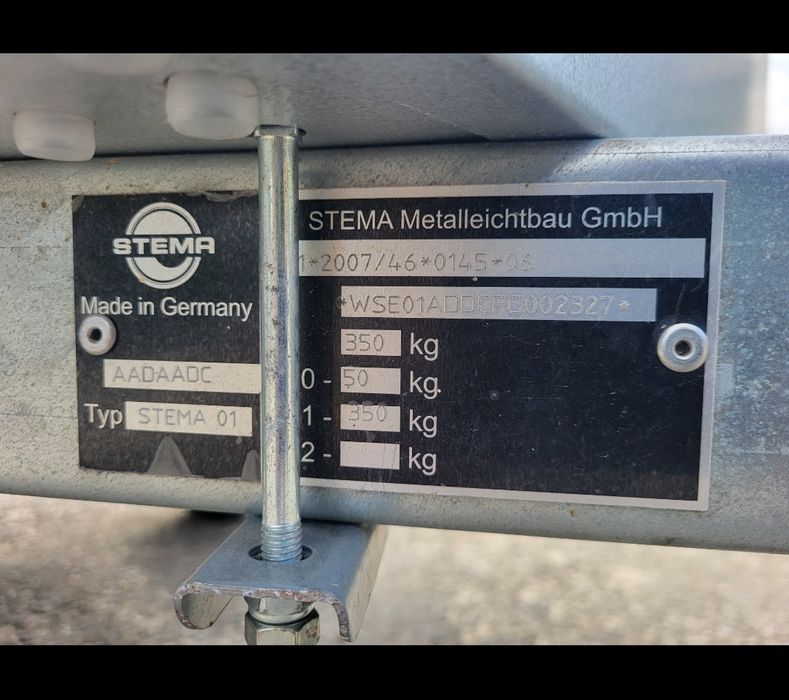 STEMA
Made in Germany
STEMA Metalleichtbau GmbH
1*2007/46*0145*06
350 kg
AADAADC
0- 50 kg
Typ STEMA 01
1- 350 kg
2- kg